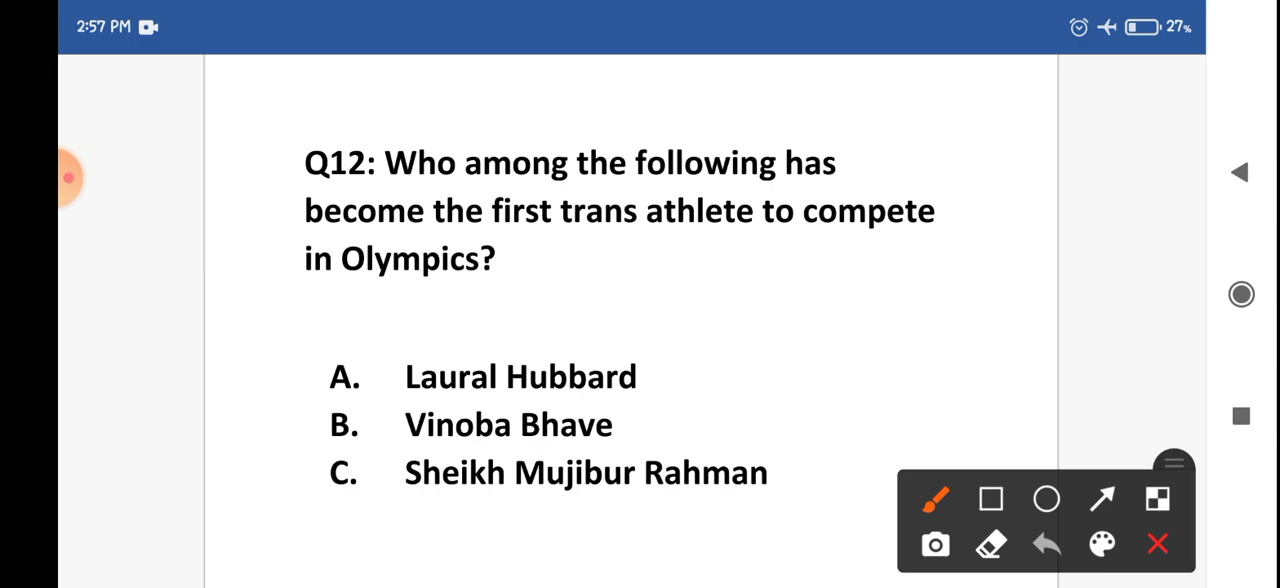 2:57 PM
27%
Q12: Who among the following has
become the first trans athlete to compete
in Olympics?
A. Laural Hubbard
B. Vinoba Bhave
C. Sheikh Mujibur Rahman